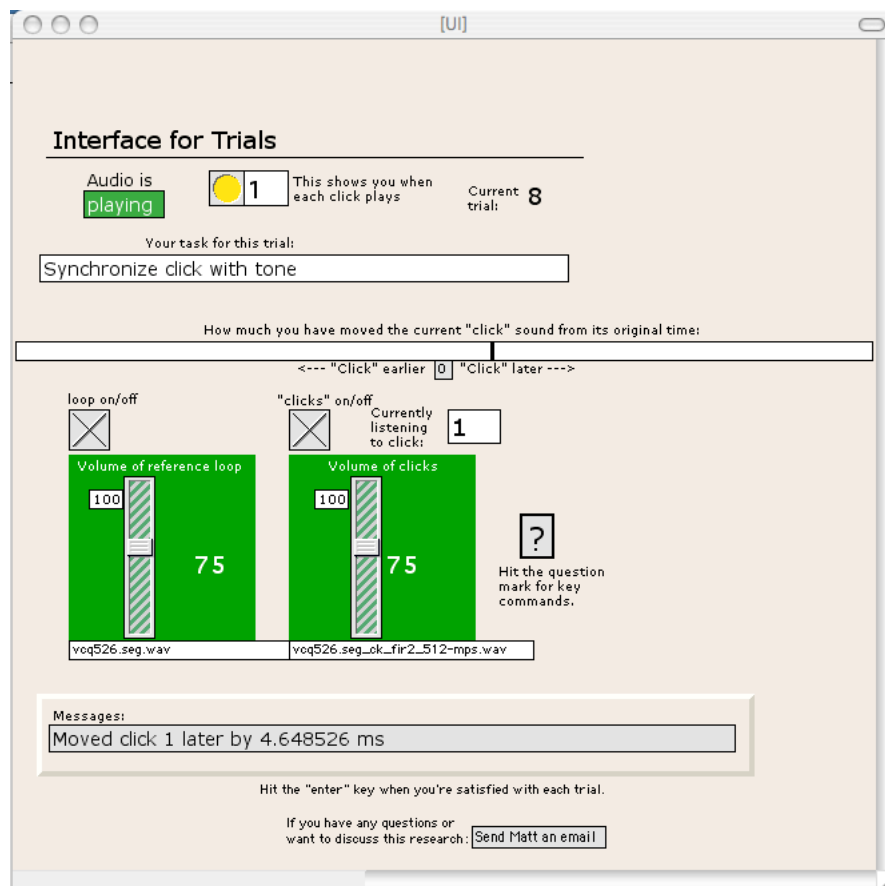 [UI]
Interface for Trials
Audio is
playing
1
This shows you when
each click plays
Current
trial:
8
Your task for this trial:
Synchronize click with tone
How much you have moved the current "click" sound from its original time:
<--- "Click" earlier 0 "Click" later --->
loop on/off
"clicks" on/off
Currently
listening
to click:
1
Volume of reference loop
100
75
Volume of clicks
100
75
?
Hit the question
mark for key
commands.
vcq526.seg.wav
vcq526.seg_ck_fir2_512-mps.wav
Messages:
Moved click 1 later by 4.648526 ms
Hit the "enter" key when you're satisfied with each trial.
If you have any questions or
want to discuss this research: Send Matt an email